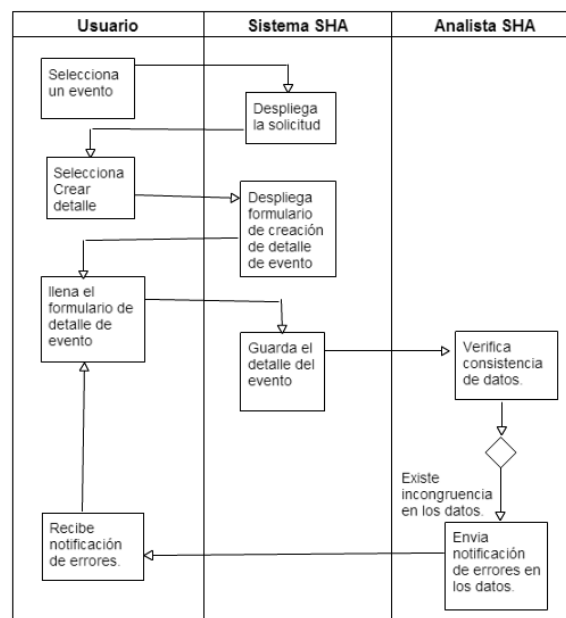 Usuario
Sistema SHA
Analista SHA
Selecciona
un evento
Despliega
la solicitud
Selecciona
Crear
detalle
Despliega
formulario
de creación
de detalle
de evento
llena el
formulario de
detalle de
evento
Guarda el
detalle del
evento
Verifica
consistencia
de datos.
Existe
incongruencia
en los datos.
Envia
notificación
de errores en
los datos.
Recibe
notificación
de errores.